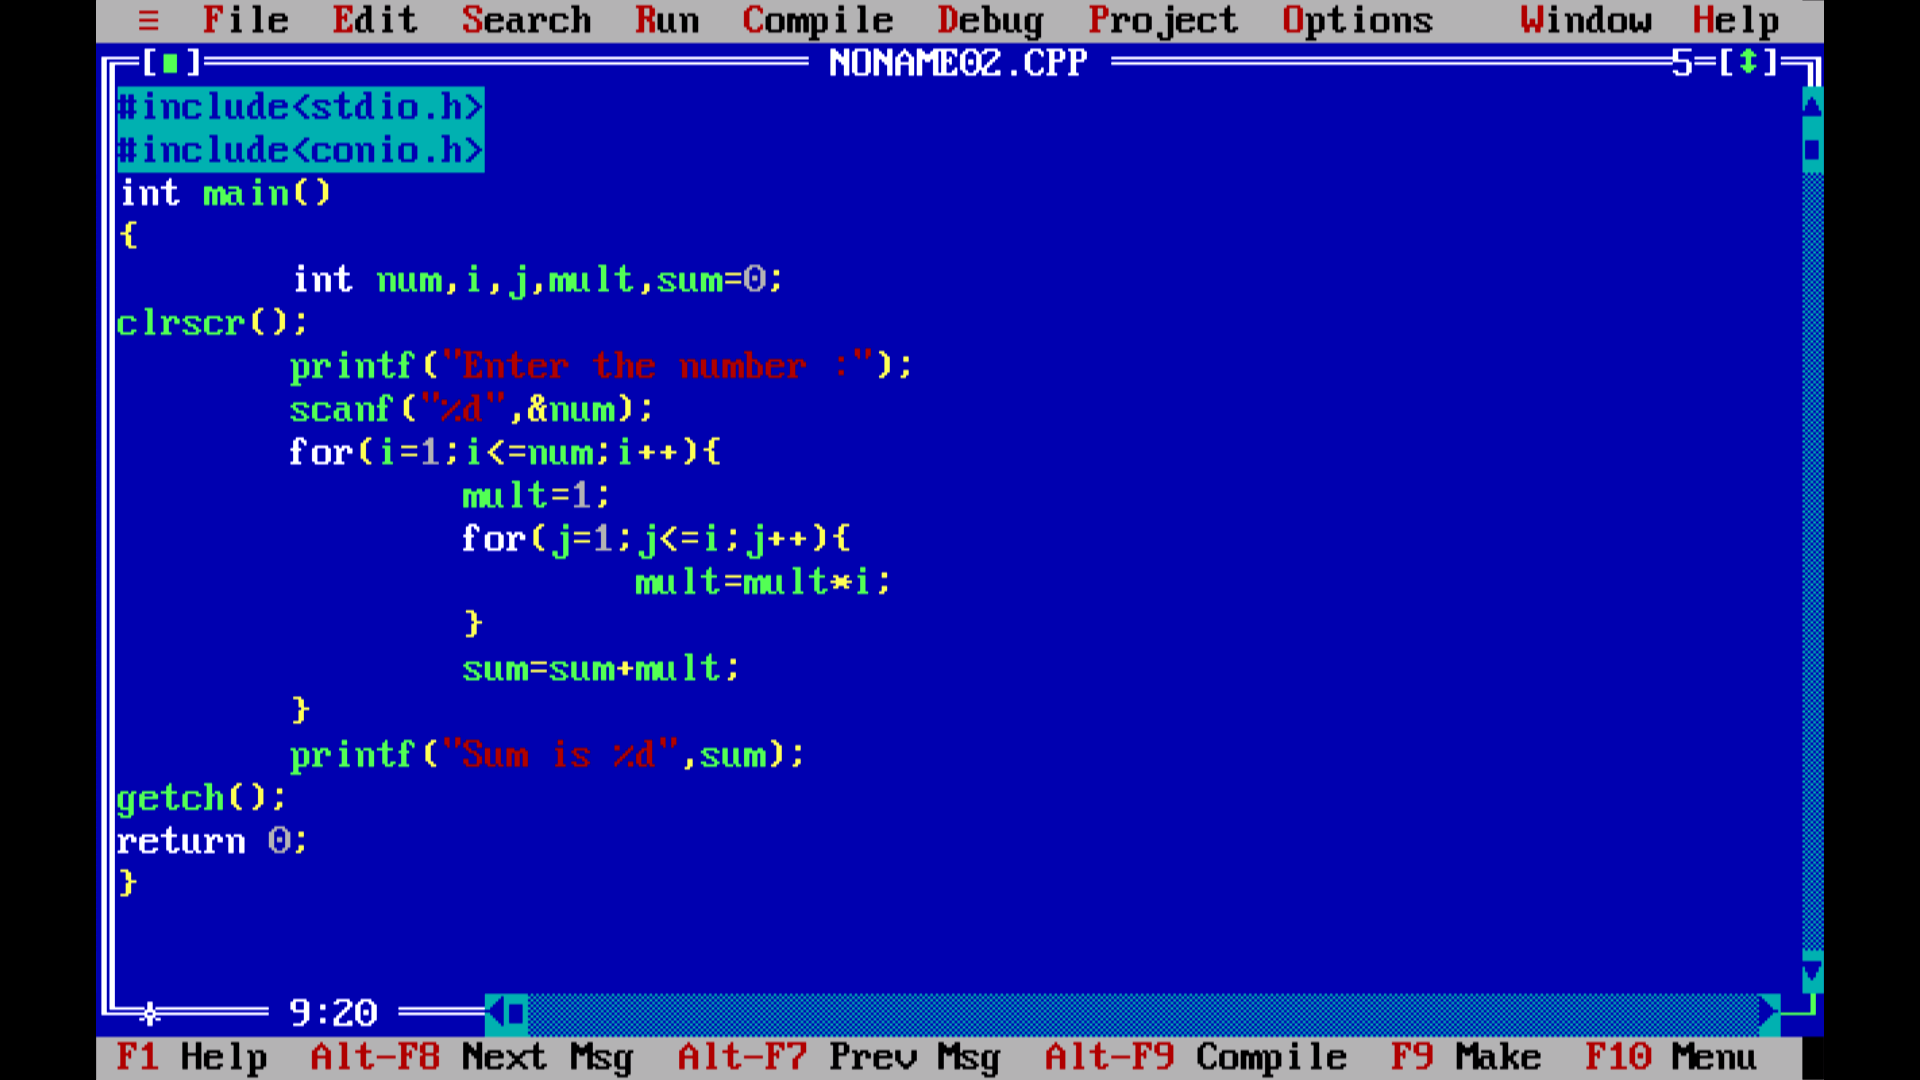 ≡ File Edit Search Run Compile Debug Project Options Window Help
[■] NONAME02.CPP 5=[↕]
#include<stdio.h>
#include<conio.h>
int main()
{
        int num,i,j,mult,sum=0;
clrscr();
        printf("Enter the number :");
        scanf("%d",&num);
        for(i=1;i<=num;i++){
                mult=1;
                for(j=1;j<=i;j++){
                        mult=mult*i;
                }
                sum=sum+mult;
        }
        printf("Sum is %d",sum);
getch();
return 0;
}
9:20
F1 Help Alt-F8 Next Msg Alt-F7 Prev Msg Alt-F9 Compile F9 Make F10 Menu